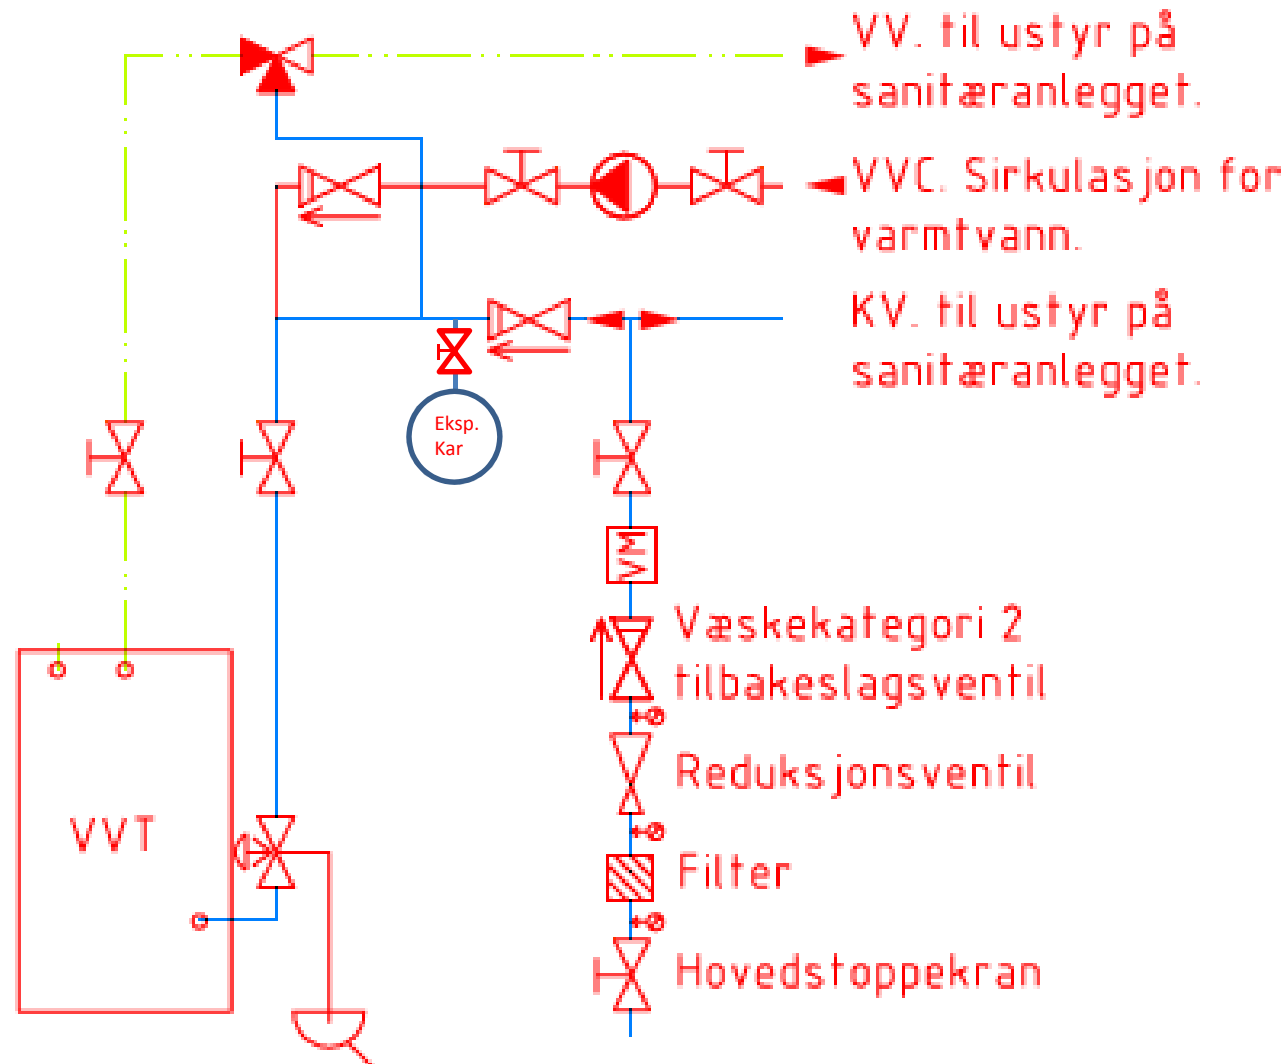 VV. til ustyr på
sanitæranlegget.
VVC. Sirkulasjon for
varmtvann.
KV. til ustyr på
sanitæranlegget.
Eksp.
Kar
VM
Væskekategori 2
tilbakeslagsventil
Reduksjonsventil
VVT
Filter
Hovedstoppekran